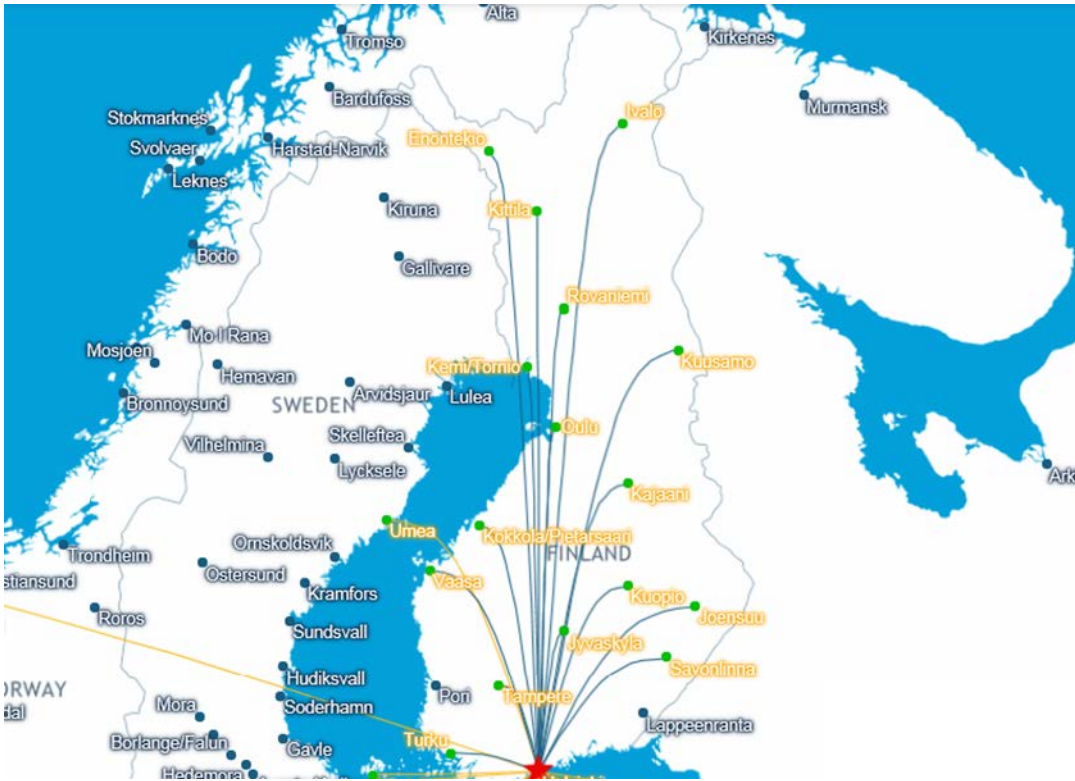 Alta
Tromso
Kirkenes
Bardufoss
Murmansk
Ivalo
Stokmarknes
Enontekio
Svolvaer
Harstad-Narvik
Leknes
Kiruna
Kittila
Bodo
Gallivare
Rovaniemi
Mo I Rana
Mosjoen
Kuusamo
Hemavan
Kemi/Tornio
Arvidsjaur
Lulea
Bronnoysund
SWEDEN
Oulu
Skelleftea
Vilhelmina
Lycksele
Ark
Kajaani
Umea
Kokkola/Pietarsaari
Ornskoldsvik
Trondheim
FINLAND
Ostersund
stiansund
Vaasa
Kramfors
Kuopio
Joensuu
Roros
Sundsvall
Jyvaskyla
Savonlinna
Hudiksvall
ORWAY
Pori
Tampere
Mora
Soderhamn
dal
Lappeenranta
Turku
Borlange/Falun
Gavle
Hedemora